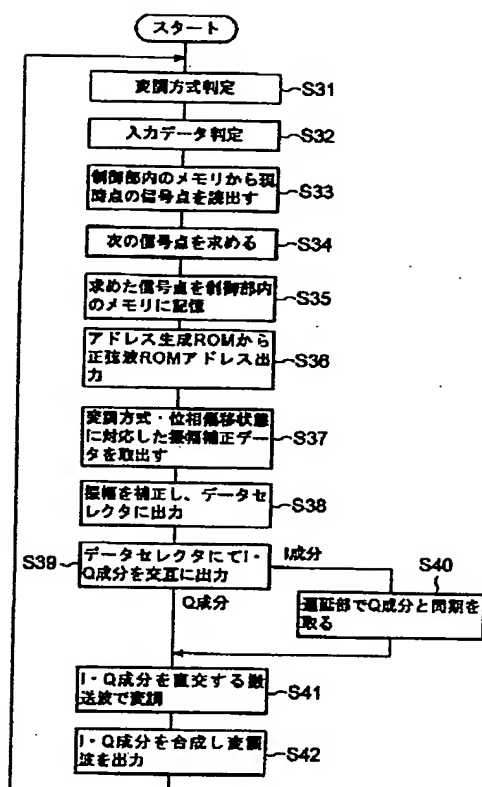 スタート
変調方式判定
S31
入力データ判定
S32
制御部内のメモリから現
時点の信号点を読出す
S33
次の信号点を求める
S34
求めた信号点を制御部内
のメモリに記憶
S35
アドレス生成ROMから
正弦波ROMアドレス出
力
S36
変調方式・位相偏移状態
に対応した振幅補正デー
タを取出す
S37
振幅を補正し、データセ
レクタに出力
S38
S39
データセレクタにてI・
Q成分を交互に出力
I成分
S40
Q成分
遅延部でQ成分と同期を
取る
I・Q成分を直交する搬
送波で変調
S41
I・Q成分を合成し変調
波を出力
S42